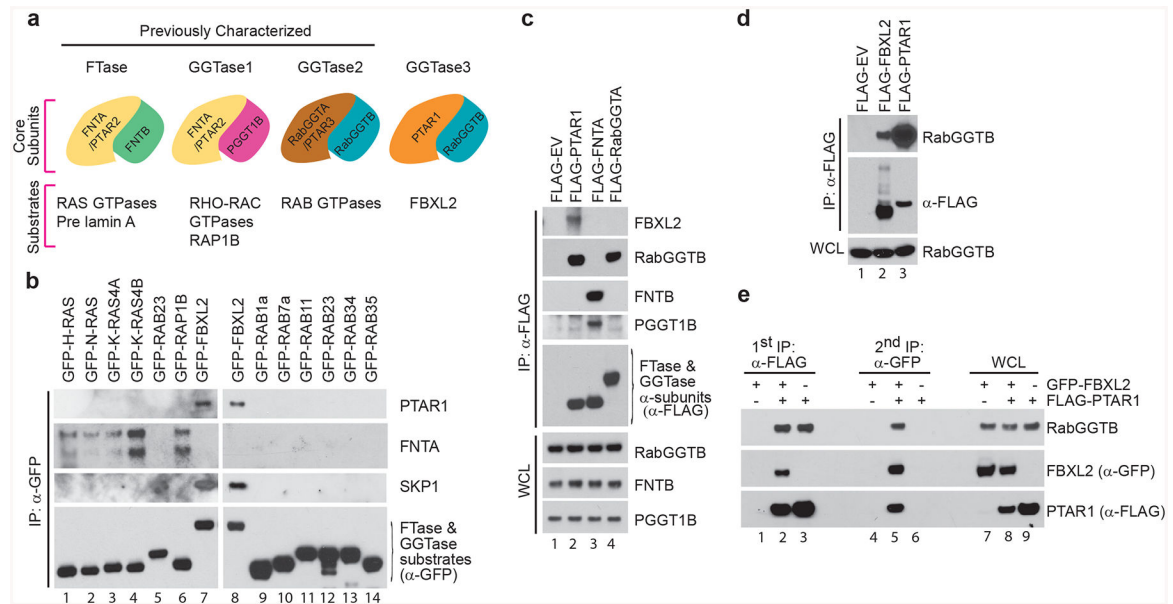 a
Previously Characterized
FTase
GGTase1
GGTase2
GGTase3
Core
Subunits
FNTA
/PTAR2
FNTB
FNTA
/PTAR2
PGGT1B
RabGGTA
/PTAR3
RabGGTB
PTAR1
RabGGTB
Substrates
RAS GTPases
Pre lamin A
RHO-RAC
GTPases
RAP1B
RAB GTPases
FBXL2
b
GFP-H-RAS
GFP-N-RAS
GFP-K-RAS4A
GFP-K-RAS4B
GFP-RAB23
GFP-RAP1B
GFP-FBXL2
GFP-FBXL2
GFP-RAB1a
GFP-RAB7a
GFP-RAB11
GFP-RAB23
GFP-RAB34
GFP-RAB35
IP: α-GFP
PTAR1
FNTA
SKP1
FTase &
GGTase
substrates
(α-GFP)
1 2 3 4 5 6 7 8 9 10 11 12 13 14
c
FLAG-EV
FLAG-PTAR1
FLAG-FNTA
FLAG-RabGGTA
IP: α-FLAG
FBXL2
RabGGTB
FNTB
PGGT1B
FTase &
GGTase
α-subunits
(α-FLAG)
WCL
RabGGTB
FNTB
PGGT1B
1 2 3 4
d
FLAG-EV
FLAG-FBXL2
FLAG-PTAR1
IP: α-FLAG
RabGGTB
α-FLAG
WCL
RabGGTB
1 2 3
e
1st IP:
α-FLAG
2nd IP:
α-GFP
WCL
+ + - + + - + + - GFP-FBXL2
- + + - + + - + + FLAG-PTAR1
RabGGTB
FBXL2 (α-GFP)
PTAR1 (α-FLAG)
1 2 3 4 5 6 7 8 9